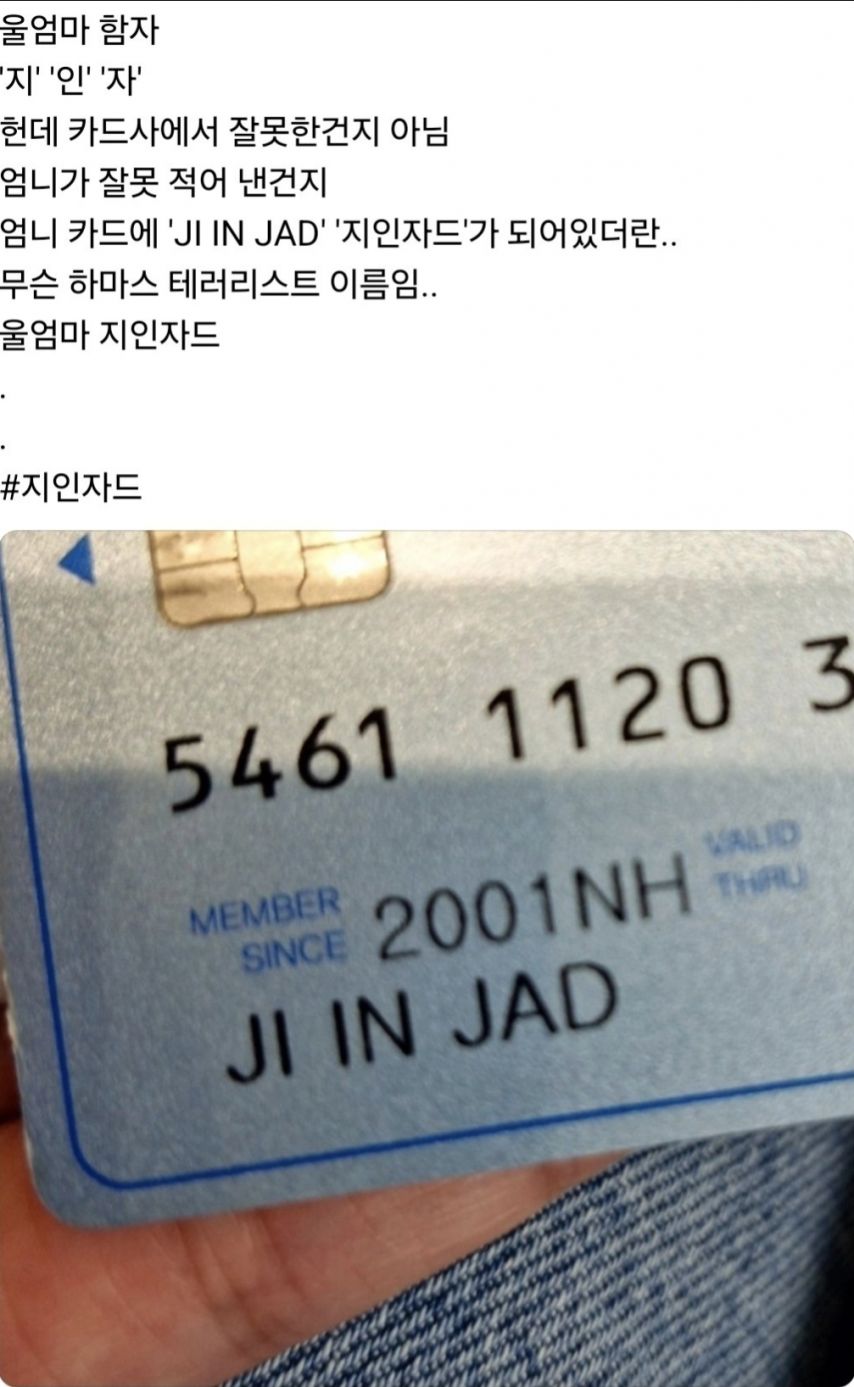 울엄마 함자
'지' '인' '자'
헌데 카드사에서 잘못한건지 아님
엄니가 잘못 적어 낸건지
엄니 카드에 'JI IN JAD' '지인자드'가 되어있더란..
무슨 하마스 테러리스트 이름임..
울엄마 지인자드
.
.
#지인자드
5461 1120 3
MEMBER SINCE 2001NH VALID THRU
JI IN JAD